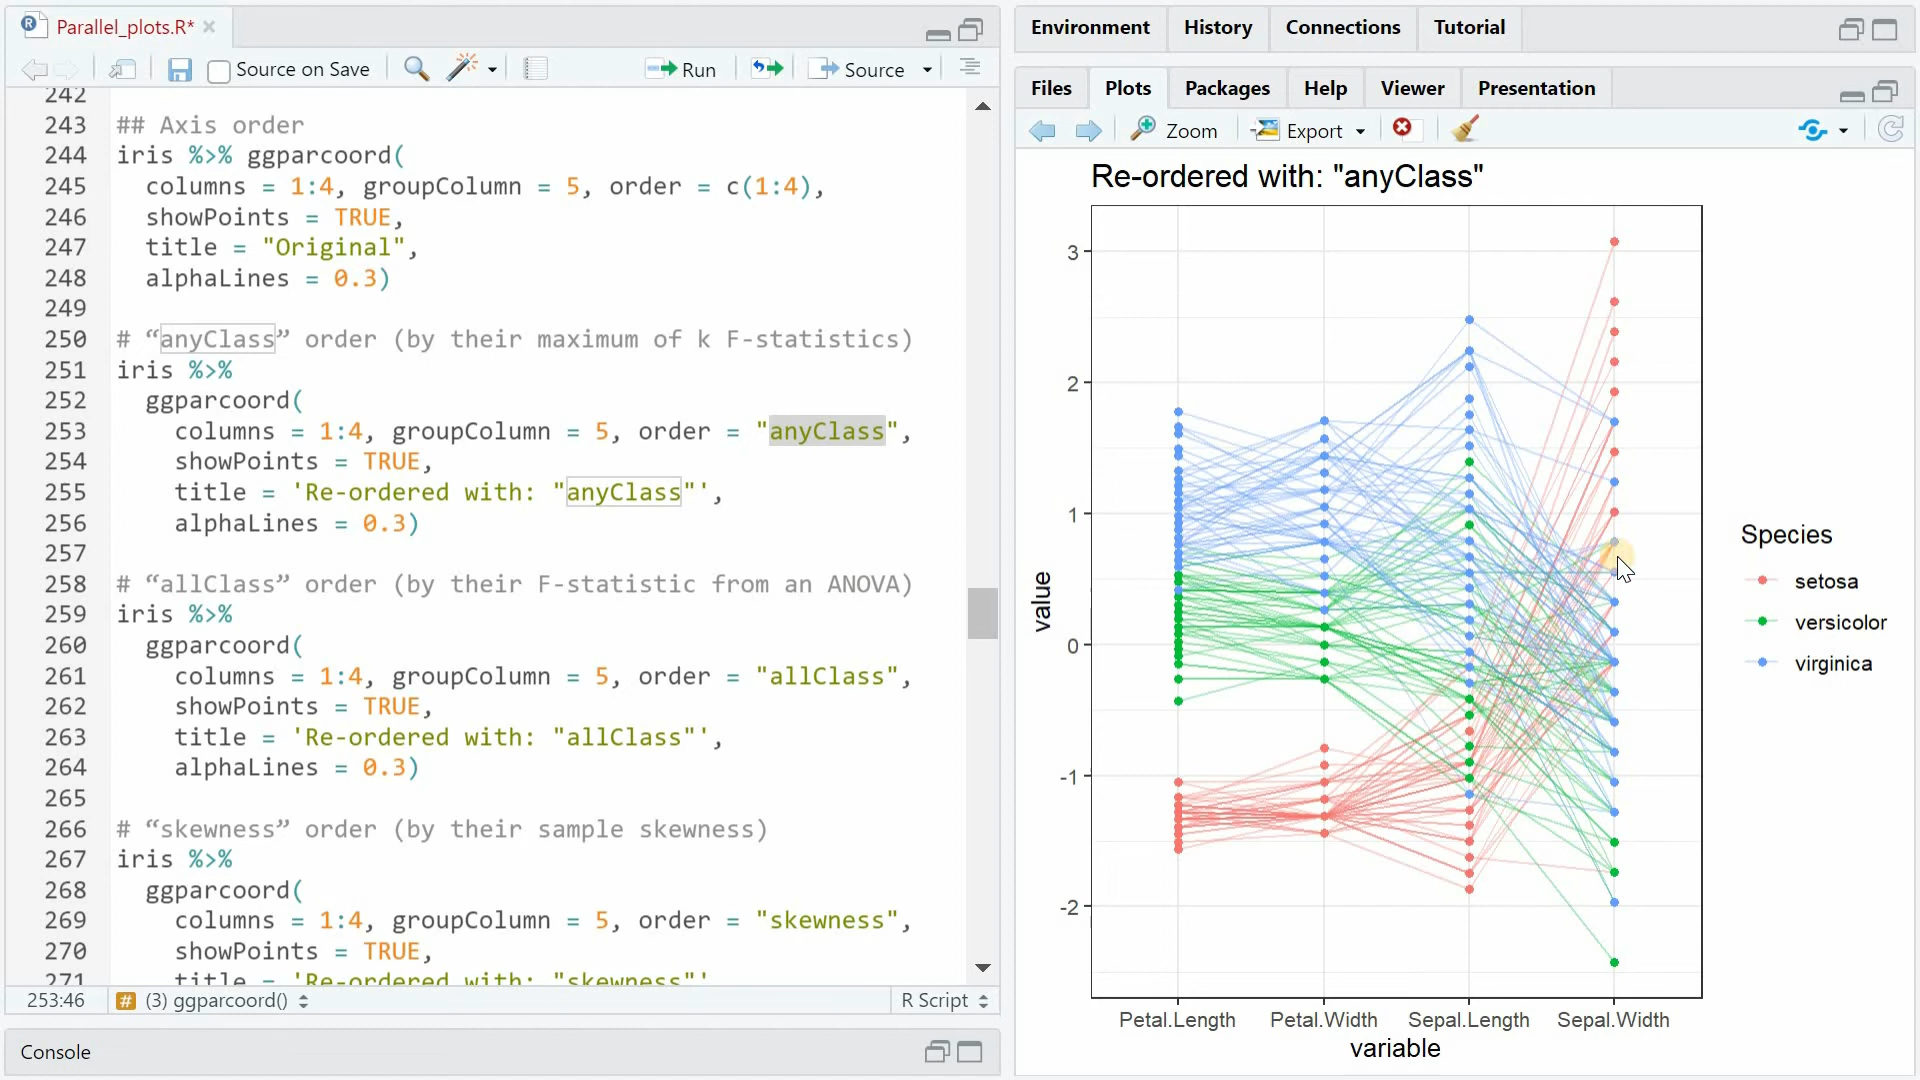 Parallel_plots.R*
Source on Save
Run
Source
242
243 ## Axis order
244 iris %>% ggparcoord(
245 columns = 1:4, groupColumn = 5, order = c(1:4),
246 showPoints = TRUE,
247 title = "Original",
248 alphaLines = 0.3)
249
250 # “anyClass” order (by their maximum of k F-statistics)
251 iris %>%
252 ggparcoord(
253 columns = 1:4, groupColumn = 5, order = "anyClass",
254 showPoints = TRUE,
255 title = 'Re-ordered with: "anyClass"',
256 alphaLines = 0.3)
257
258 # “allClass” order (by their F-statistic from an ANOVA)
259 iris %>%
260 ggparcoord(
261 columns = 1:4, groupColumn = 5, order = "allClass",
262 showPoints = TRUE,
263 title = 'Re-ordered with: "allClass"',
264 alphaLines = 0.3)
265
266 # “skewness” order (by their sample skewness)
267 iris %>%
268 ggparcoord(
269 columns = 1:4, groupColumn = 5, order = "skewness",
270 showPoints = TRUE,
271 title = 'Re-ordered with: "skewness"'
253:46 # (3) ggparcoord() R Script
Console
Environment History Connections Tutorial
Files Plots Packages Help Viewer Presentation
Zoom Export
Re-ordered with: "anyClass"
3
2
1
0
-1
-2
value
Petal.Length Petal.Width Sepal.Length Sepal.Width
variable
Species
setosa
versicolor
virginica